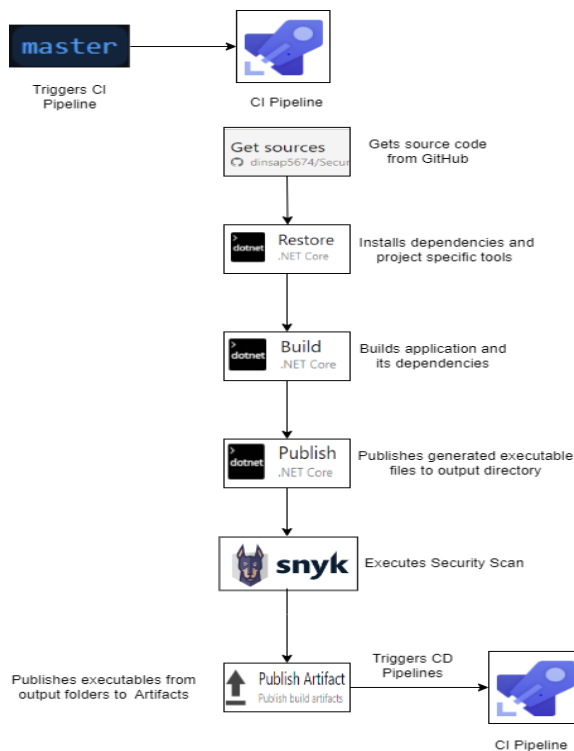 master
Triggers CI
Pipeline
CI Pipeline
Get sources
dinsap5674/Secur
Gets source code
from GitHub
>
dotnet
Restore
.NET Core
Installs dependencies and
project specific tools
>
dotnet
Build
.NET Core
Builds application and
its dependencies
>
dotnet
Publish
.NET Core
Publishes generated executable
files to output directory
snyk
Executes Security Scan
Publishes executables from
output folders to Artifacts
Publish Artifact
Publish build artifacts
Triggers CD
Pipelines
CI Pipeline